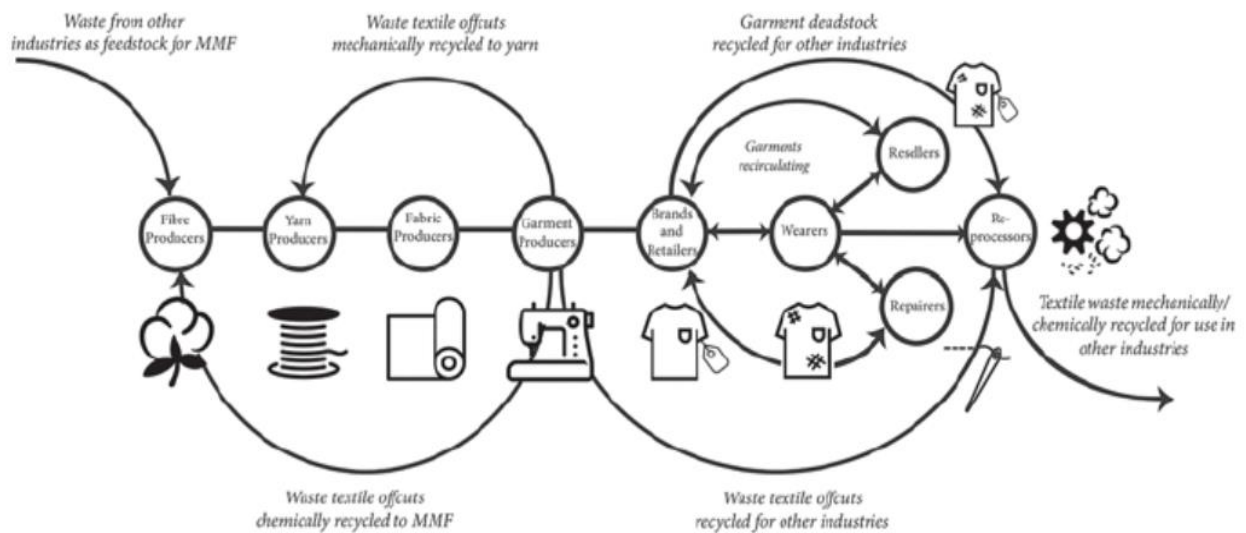 Waste from other
industries as feedstock for MMF
Waste textile offcuts
mechanically recycled to yarn
Garment deadstock
recycled for other industries
Garments
recirculating
Resellers
Fibre
Producers
Yarn
Producers
Fabric
Producers
Garment
Producers
Brands
and
Retailers
Wearers
Re-
processors
Repairers
Textile waste mechanically/
chemically recycled for use in
other industries
Waste textile offcuts
chemically recycled to MMF
Waste textile offcuts
recycled for other industries